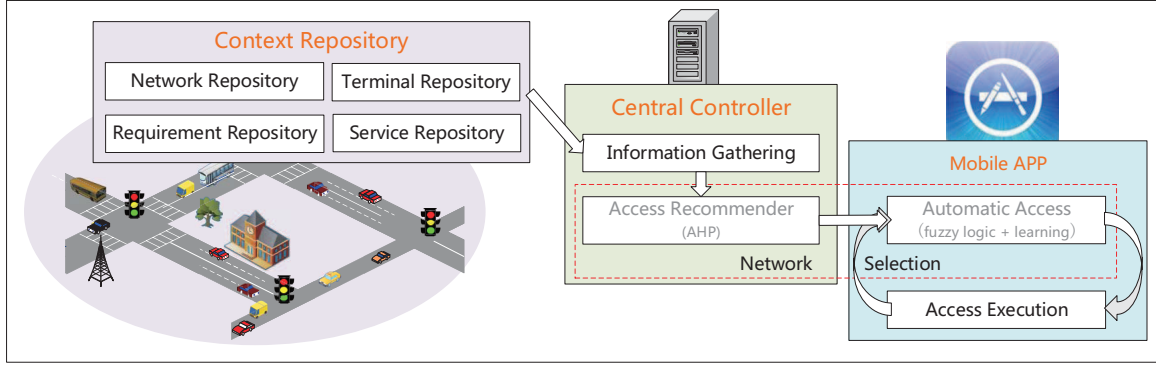 Context Repository
Network Repository
Terminal Repository
Requirement Repository
Service Repository
Central Controller
Information Gathering
Access Recommender
(AHP)
Mobile APP
Automatic Access
(fuzzy logic + learning)
Network Selection
Access Execution